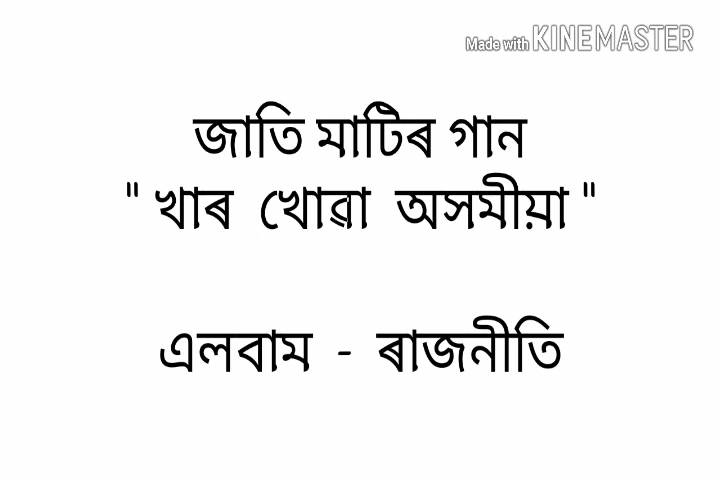 Made with KINEMASTER
জাতি মাটিৰ গান
" খাৰ খোৱা অসমীয়া "
এলবাম - ৰাজনীতি